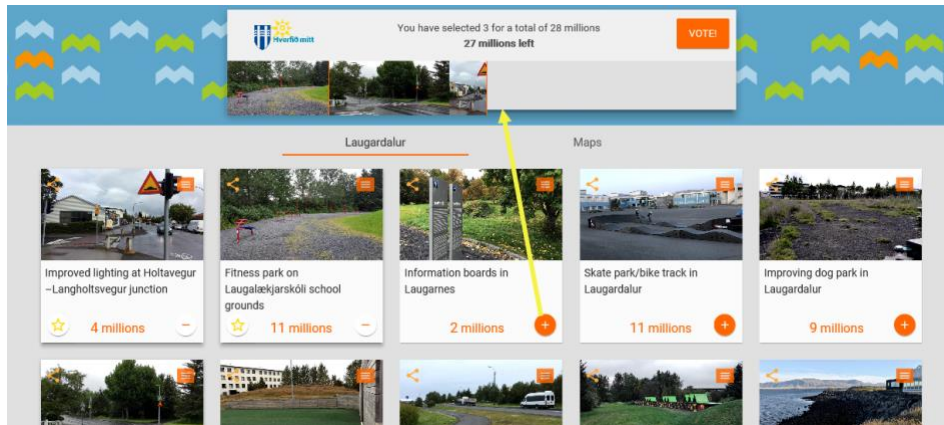 Hverfið mitt
You have selected 3 for a total of 28 millions
27 millions left
VOTE!
Laugardalur
Maps
Improved lighting at Holtavegur
–Langholtsvegur junction
4 millions
Fitness park on
Laugalækjarskóli school
grounds
11 millions
Information boards in
Laugarnes
2 millions
Skate park/bike track in
Laugardalur
11 millions
Improving dog park in
Laugardalur
9 millions